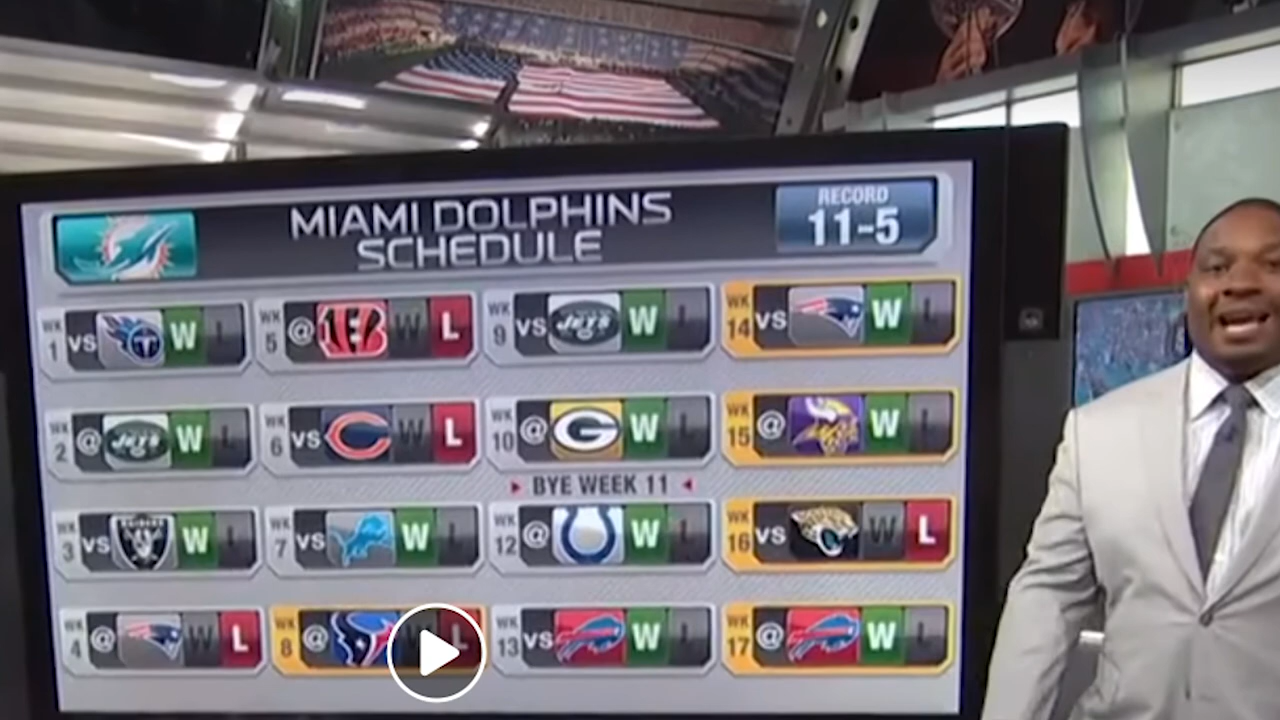 MIAMI DOLPHINS
SCHEDULE
RECORD
11-5
WK 1 VS W L
WK 5 @ W L
WK 9 VS JETS W L
WK 14 VS W L
WK 2 @ JETS W L
WK 6 VS W L
WK 10 @ G W L
WK 15 @ W L
BYE WEEK 11
WK 3 VS RAIDERS W L
WK 7 VS W L
WK 12 @ W L
WK 16 VS W L
WK 4 @ W L
WK 8 @ W L
WK 13 VS W L
WK 17 @ W L